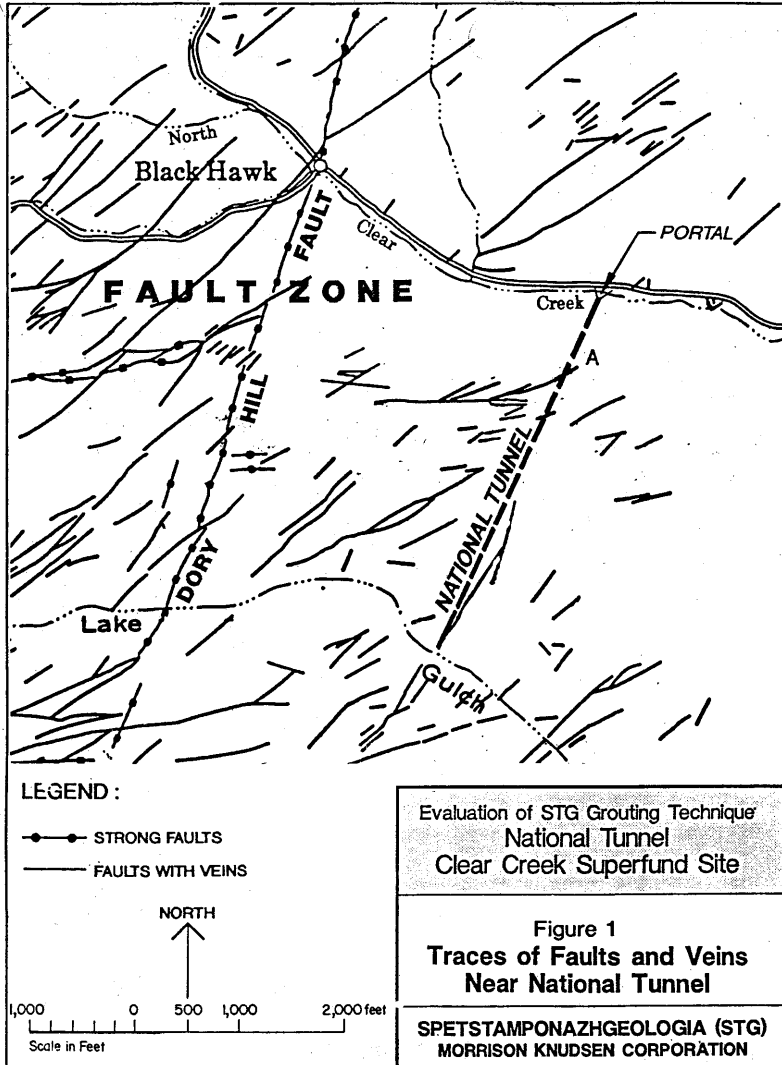 North
Black Hawk
Clear
Creek
PORTAL
FAULT ZONE
A
DORY HILL FAULT
NATIONAL TUNNEL
Lake
Gulch
LEGEND :
STRONG FAULTS
FAULTS WITH VEINS
NORTH
1,000 0 500 1,000 2,000 feet
Scale in Feet
Evaluation of STG Grouting Technique
National Tunnel
Clear Creek Superfund Site
Figure 1
Traces of Faults and Veins
Near National Tunnel
SPETSTAMPONAZHGEOLOGIA (STG)
MORRISON KNUDSEN CORPORATION